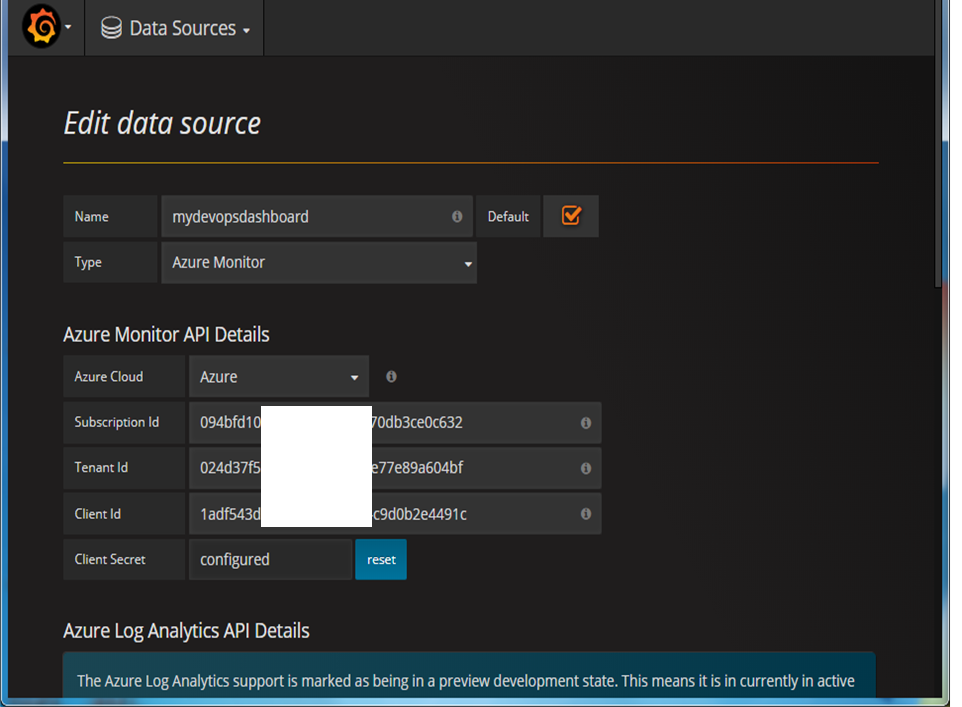 Data Sources
Edit data source
Name mydevopsdashboard Default
Type Azure Monitor
Azure Monitor API Details
Azure Cloud Azure
Subscription Id 094bfd10 70db3ce0c632
Tenant Id 024d37f5 e77e89a604bf
Client Id 1adf543d c9d0b2e4491c
Client Secret configured reset
Azure Log Analytics API Details
The Azure Log Analytics support is marked as being in a preview development state. This means it is in currently in active